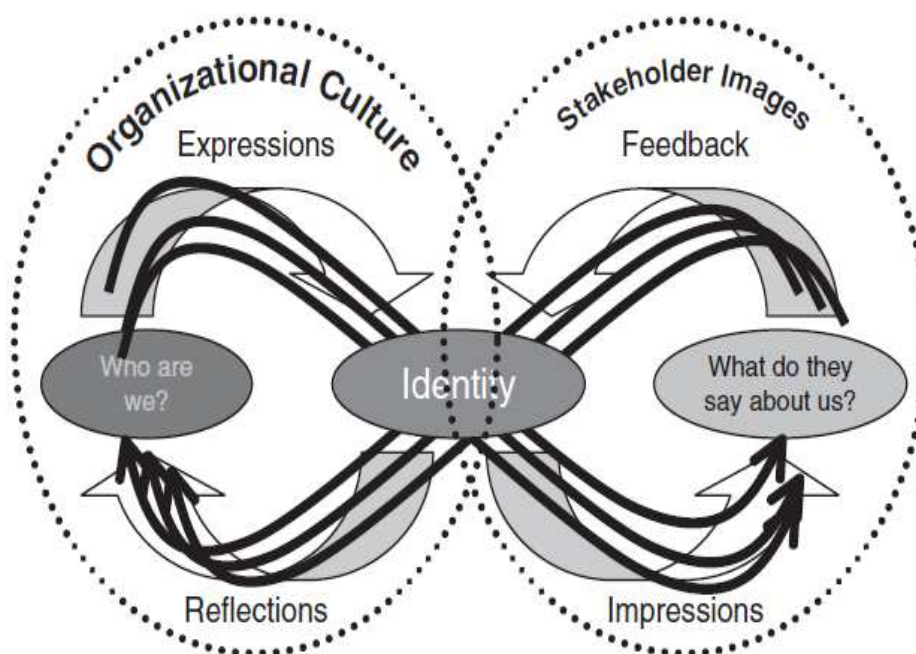 Organizational Culture
Stakeholder Images
Expressions
Feedback
Who are
we?
Identity
What do they
say about us?
Reflections
Impressions